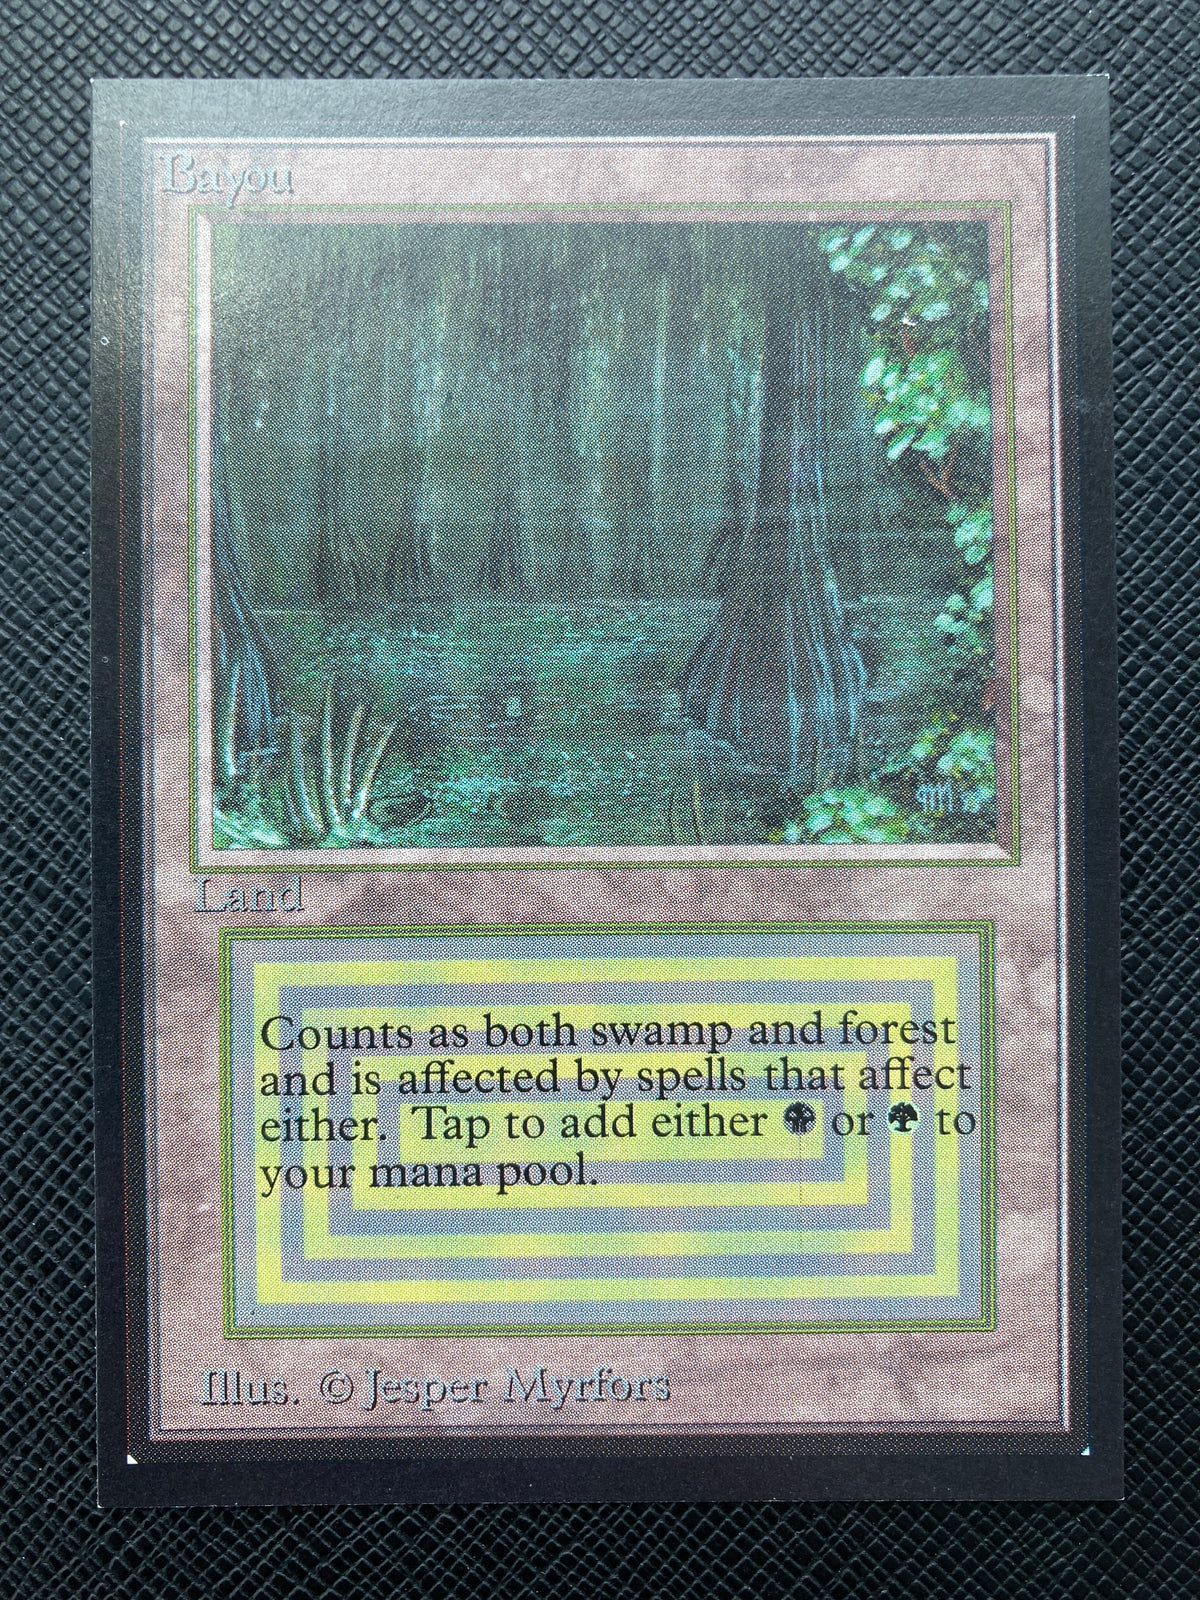 Bayou
Land
Counts as both swamp and forest
and is affected by spells that affect
either. Tap to add either or to
your mana pool.
Illus. © Jesper Myrfors